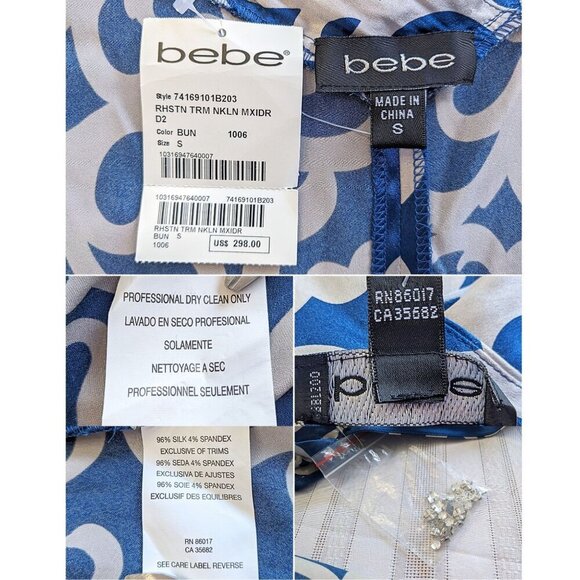 bebe®
Style 74169101B203
RHSTN TRM NKLN MXIDR
D2
Color BUN 1006
Size S
10316947640007
10316947640007 74169101B203
RHSTN TRM NKLN MXIDR
BUN S
1006 US$ 298.00
bebe
MADE IN
CHINA
S
PROFESSIONAL DRY CLEAN ONLY
LAVADO EN SECO PROFESIONAL
SOLAMENTE
NETTOYAGE A SEC
PROFESSIONNEL SEULEMENT
RN86017
CA35682
96% SILK 4% SPANDEX
EXCLUSIVE OF TRIMS
96% SEDA 4% SPANDEX
EXCLUSIVA DE AJUSTES
96% SOIE 4% SPANDEX
EXCLUSIF DES EQUILIBRES
RN 86017
CA 35682
SEE CARE LABEL REVERSE